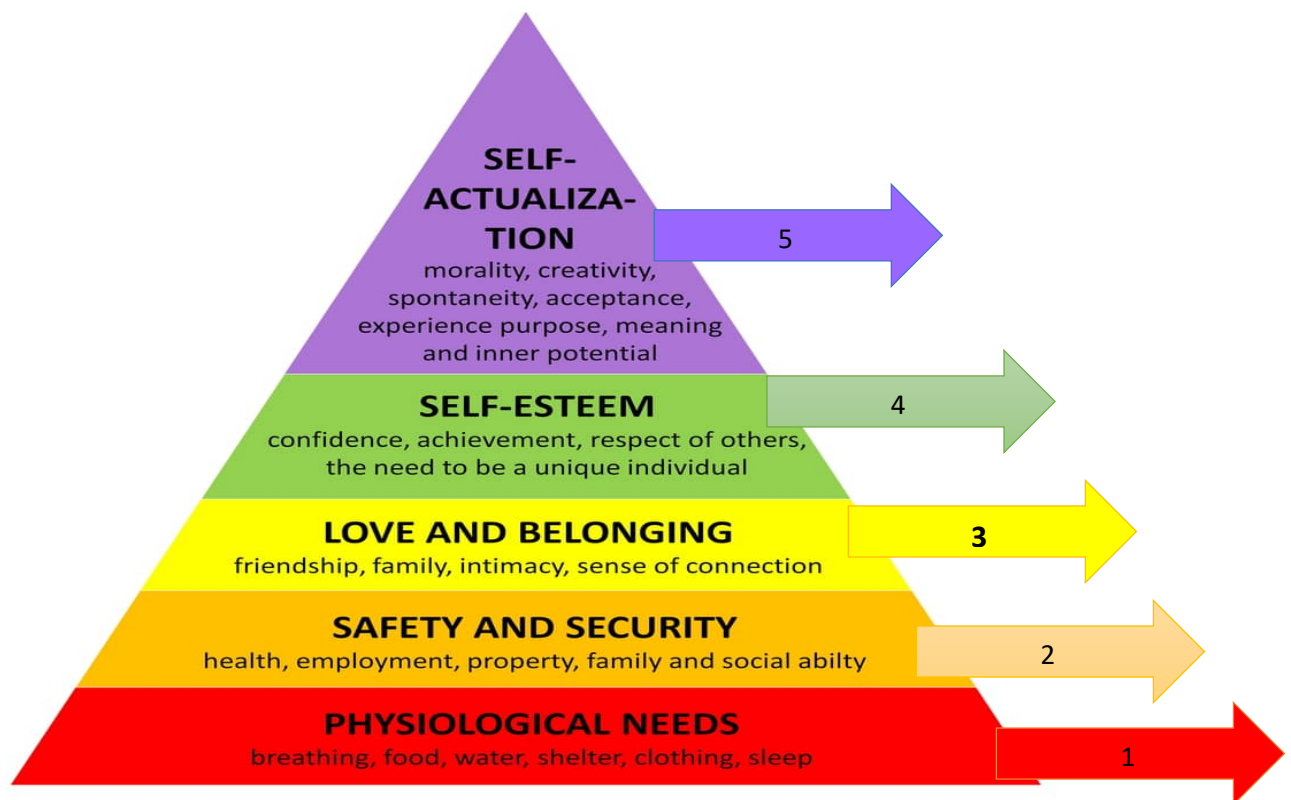 SELF-
ACTUALIZA-
TION
morality, creativity,
spontaneity, acceptance,
experience purpose, meaning
and inner potential
5
SELF-ESTEEM
confidence, achievement, respect of others,
the need to be a unique individual
4
LOVE AND BELONGING
friendship, family, intimacy, sense of connection
3
SAFETY AND SECURITY
health, employment, property, family and social abilty
2
PHYSIOLOGICAL NEEDS
breathing, food, water, shelter, clothing, sleep
1